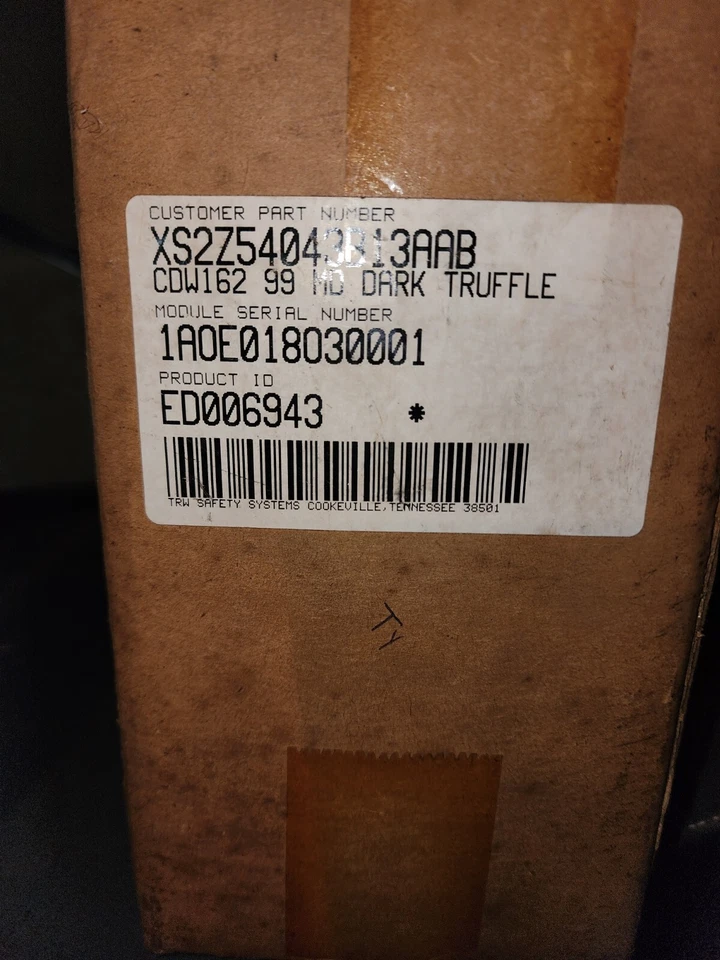 CUSTOMER PART NUMBER
XS2Z54043B13AAB
CDW162 99 MD DARK TRUFFLE
MODULE SERIAL NUMBER
1A0E018030001
PRODUCT ID
ED006943 *
TRW SAFETY SYSTEMS COOKEVILLE,TENNESSEE 38501
TY